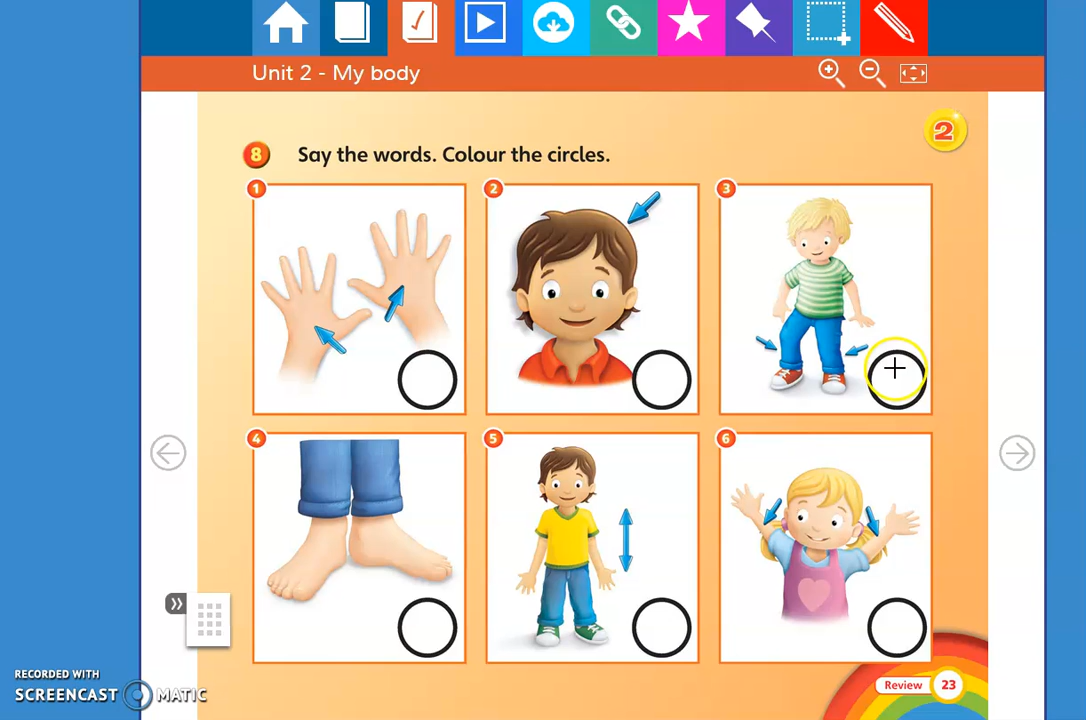 Unit 2 - My body
2
8 Say the words. Colour the circles.
1
2
3
4
5
6
Review 23
RECORDED WITH
SCREENCAST MATIC